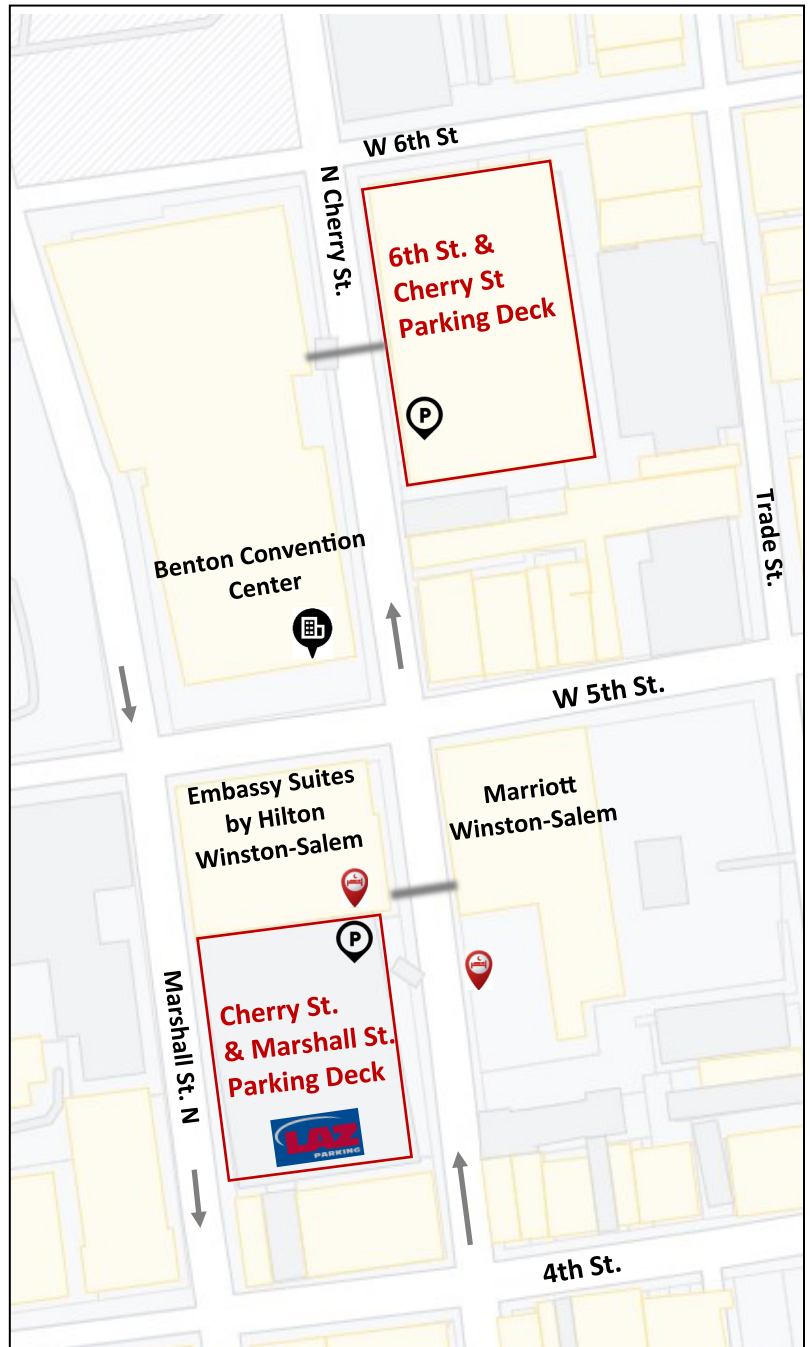 W 6th St
N Cherry St.
6th St. &
Cherry St
Parking Deck
P
Benton Convention
Center
Trade St.
W 5th St.
Embassy Suites
by Hilton
Winston-Salem
Marriott
Winston-Salem
P
Marshall St. N
Cherry St.
& Marshall St.
Parking Deck
LAZ
PARKING
4th St.